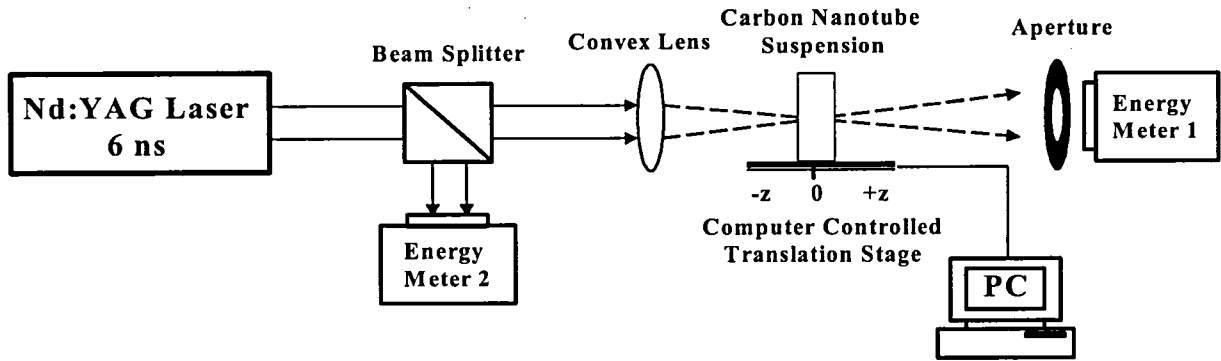 Nd:YAG Laser
6 ns
Beam Splitter
Energy
Meter 2
Convex Lens
Carbon Nanotube
Suspension
-z 0 +z
Computer Controlled
Translation Stage
Aperture
Energy
Meter 1
PC